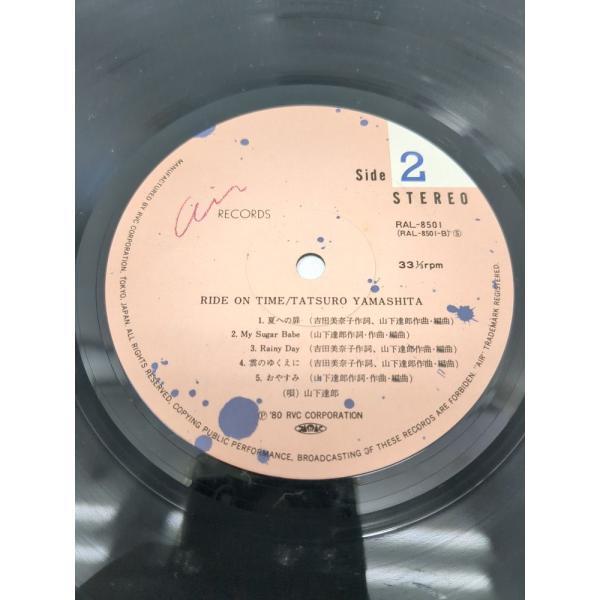 Side 2
STEREO
Air RECORDS
RAL-8501
(RAL-8501-B) Ⓢ
33⅓rpm
RIDE ON TIME/TATSURO YAMASHITA
1. 夏への扉 (吉田美奈子作詞、山下達郎作曲・編曲)
2. My Sugar Babe (山下達郎作詞・作曲・編曲)
3. Rainy Day (吉田美奈子作詞、山下達郎作曲・編曲)
4. 雲のゆくえに (吉田美奈子作詞、山下達郎作曲・編曲)
5. おやすみ (山下達郎作詞・作曲・編曲)
(唄) 山下達郎
Ⓟ '80 RVC CORPORATION
MANUFACTURED BY RVC CORPORATION, TOKYO, JAPAN. ALL RIGHTS RESERVED, COPYING PUBLIC PERFORMANCE, BROADCASTING OF THESE RECORDS ARE FORBIDDEN. "AIR" TRADEMARK REGISTERED.